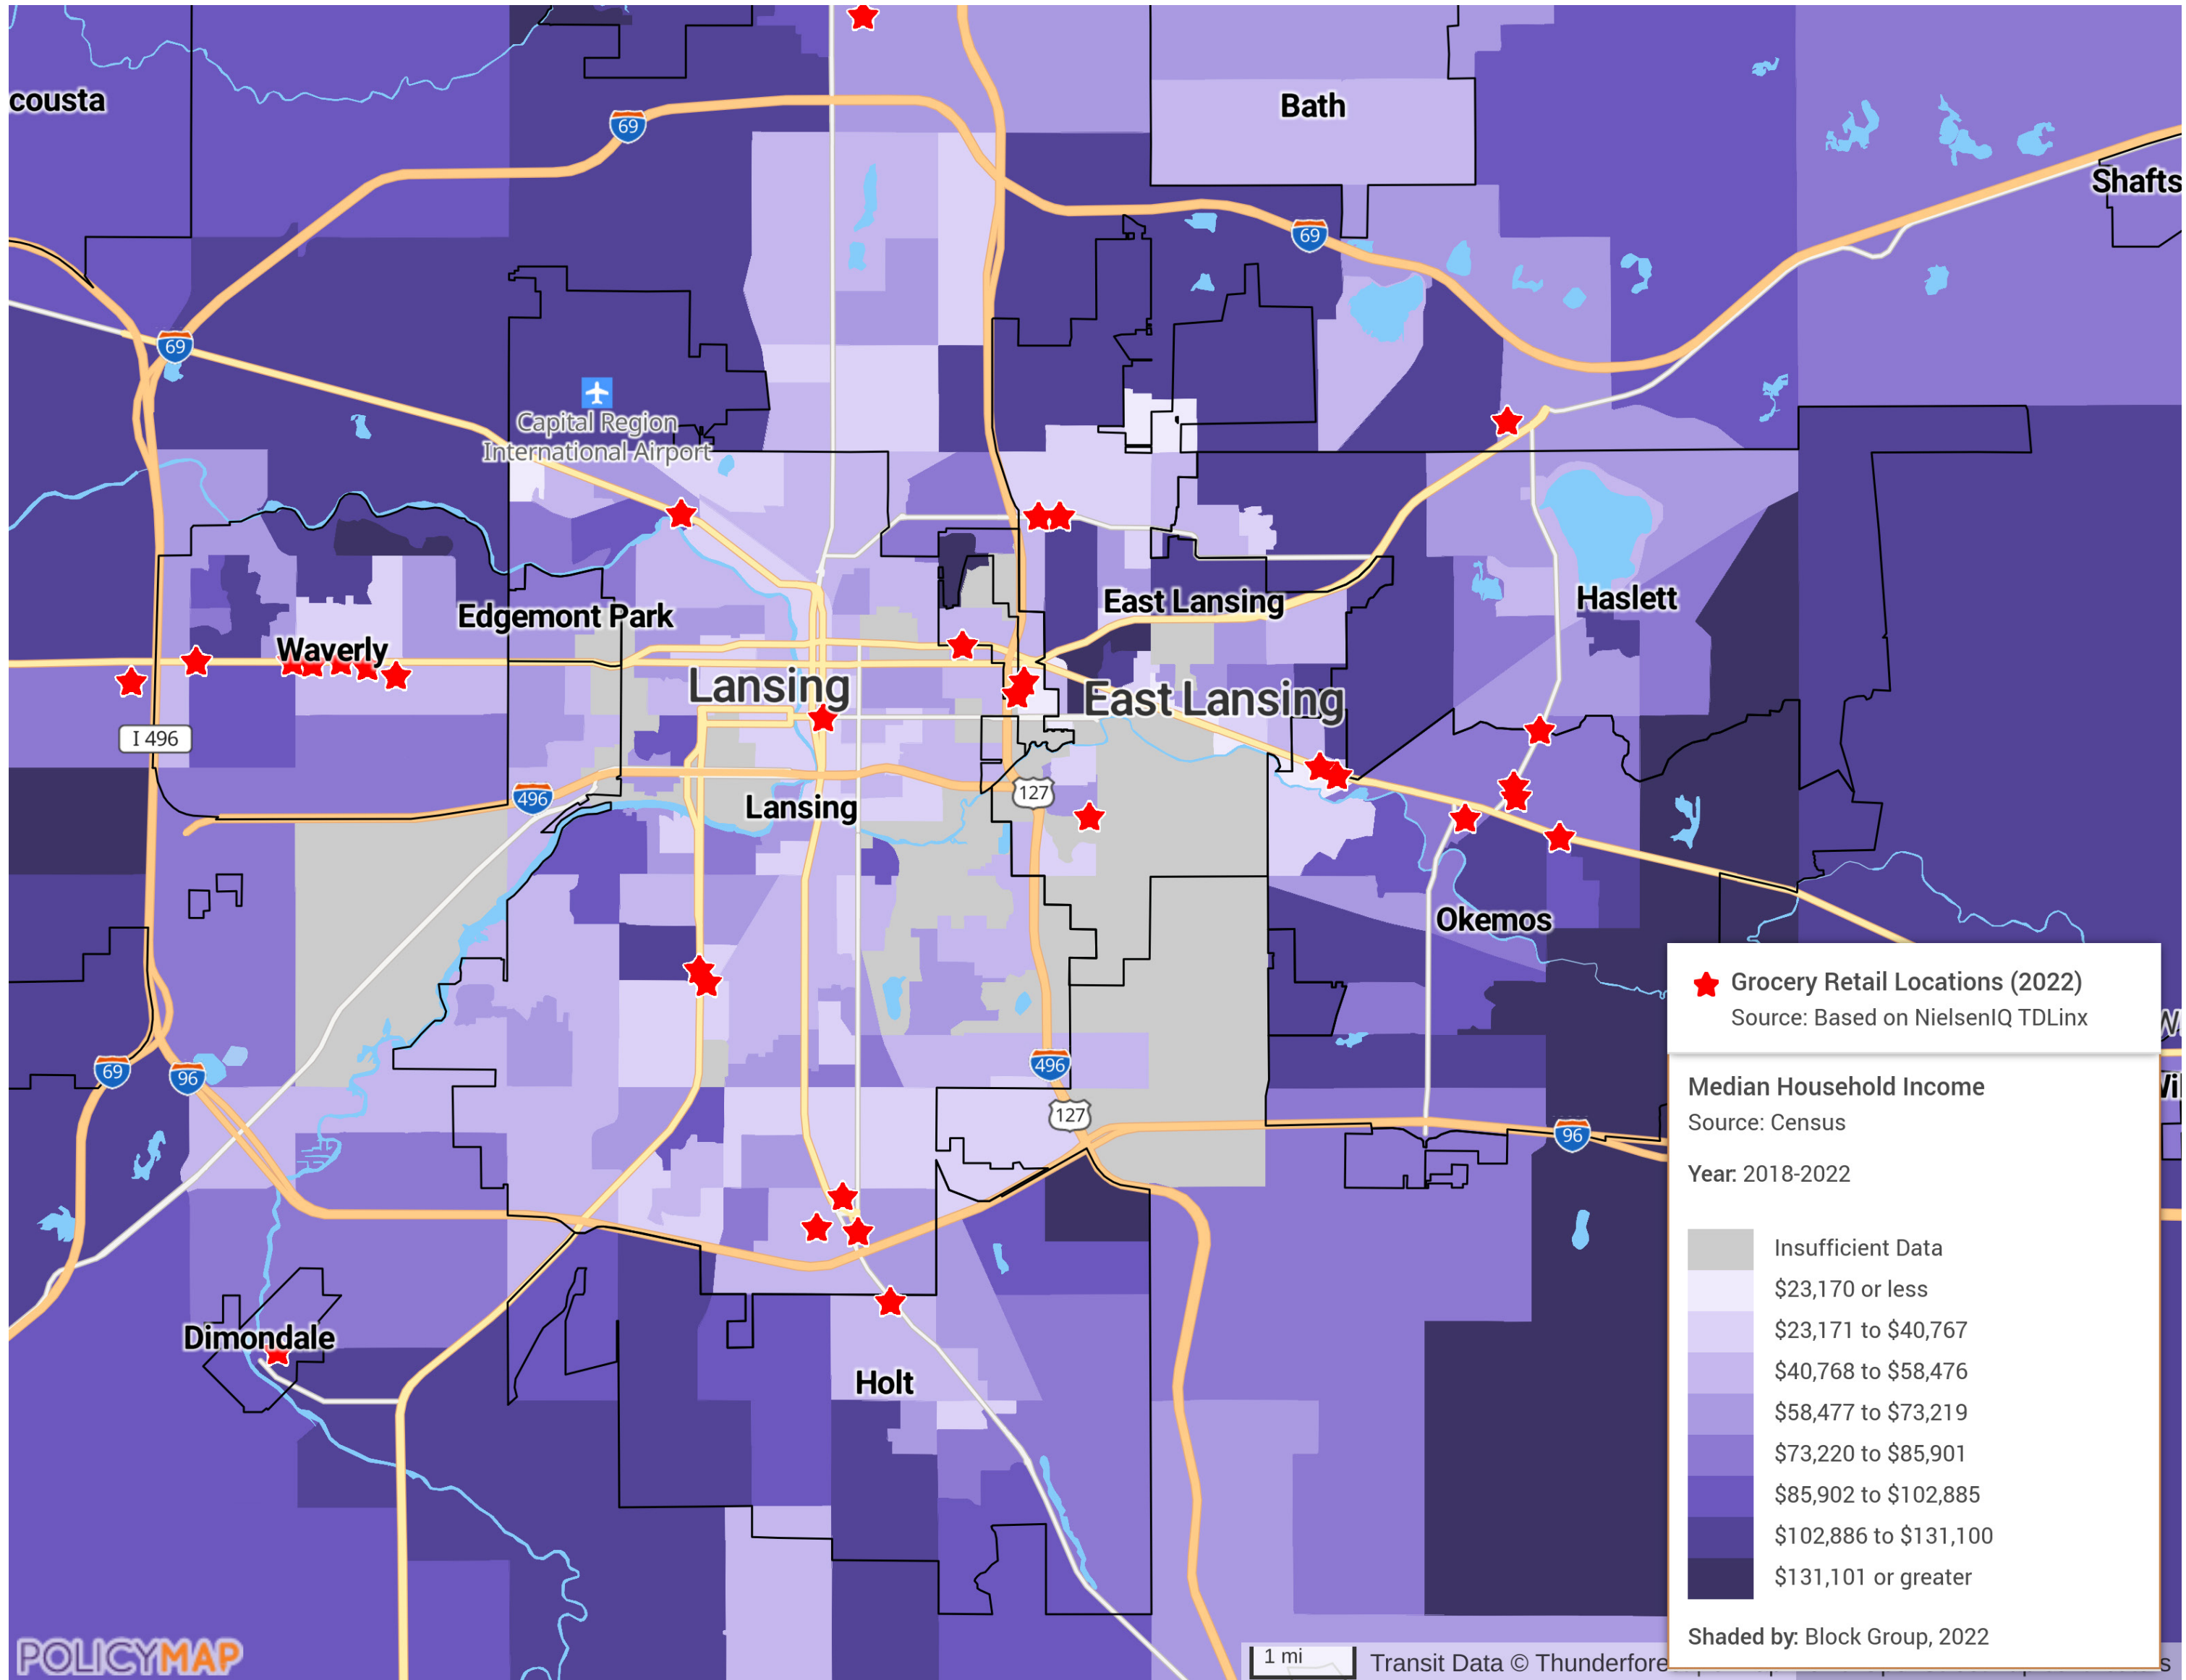 cousta
Bath
69
Shafts
69
69
Capital Region
International Airport
Haslett
Edgemont Park
East Lansing
Waverly
Lansing
East Lansing
I 496
496
127
Lansing
Okemos
69
96
496
127
96
Dimondale
Holt
Grocery Retail Locations (2022)
Source: Based on NielsenIQ TDLinx
Median Household Income
Source: Census
Year: 2018-2022
Insufficient Data
$23,170 or less
$23,171 to $40,767
$40,768 to $58,476
$58,477 to $73,219
$73,220 to $85,901
$85,902 to $102,885
$102,886 to $131,100
$131,101 or greater
Shaded by: Block Group, 2022
POLICYMAP
1 mi
Transit Data © Thunderfore